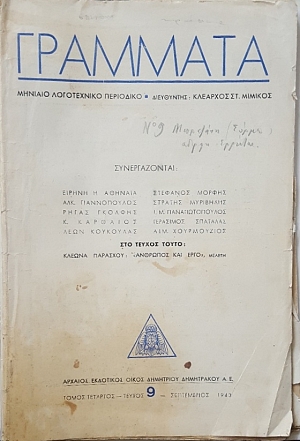 ΓΡΑΜΜΑΤΑ
ΜΗΝΙΑΙΟ ΛΟΓΟΤΕΧΝΙΚΟ ΠΕΡΙΟΔΙΚΟ • ΔΙΕΥΘΥΝΤΗΣ: ΚΛΕΑΡΧΟΣ ΣΤ. ΜΙΜΙΚΟΣ
Νο 9
ΣΥΝΕΡΓΑΖΟΝΤΑΙ:
ΕΙΡΗΝΗ Η ΑΘΗΝΑΙΑ ΣΤΕΦΑΝΟΣ ΜΟΡΦΗΣ
ΑΛΚ. ΓΙΑΝΝΟΠΟΥΛΟΣ ΣΤΡΑΤΗΣ ΜΥΡΙΒΗΛΗΣ
ΡΗΓΑΣ ΓΚΟΛΦΗΣ Ι. Μ. ΠΑΝΑΓΙΩΤΟΠΟΥΛΟΣ
Κ. ΚΑΡΘΑΙΟΣ ΓΕΡΑΣΙΜΟΣ ΣΠΑΤΑΛΑΣ
ΛΕΩΝ ΚΟΥΚΟΥΛΑΣ ΑΙΜ. ΧΟΥΡΜΟΥΖΙΟΣ
ΣΤΟ ΤΕΥΧΟΣ ΤΟΥΤΟ:
ΚΛΕΩΝΑ ΠΑΡΑΣΧΟΥ: «ΑΝΘΡΩΠΟΣ ΚΑΙ ΕΡΓΟ», ΜΕΛΕΤΗ
ΑΡΧΑΙΟΣ ΕΚΔΟΤΙΚΟΣ ΟΙΚΟΣ ΔΗΜΗΤΡΙΟΥ ΔΗΜΗΤΡΑΚΟΥ Α.Ε.
ΤΟΜΟΣ ΤΕΤΑΡΤΟΣ — ΤΕΥΧΟΣ 9 — ΣΕΠΤΕΜΒΡΙΟΣ 1943